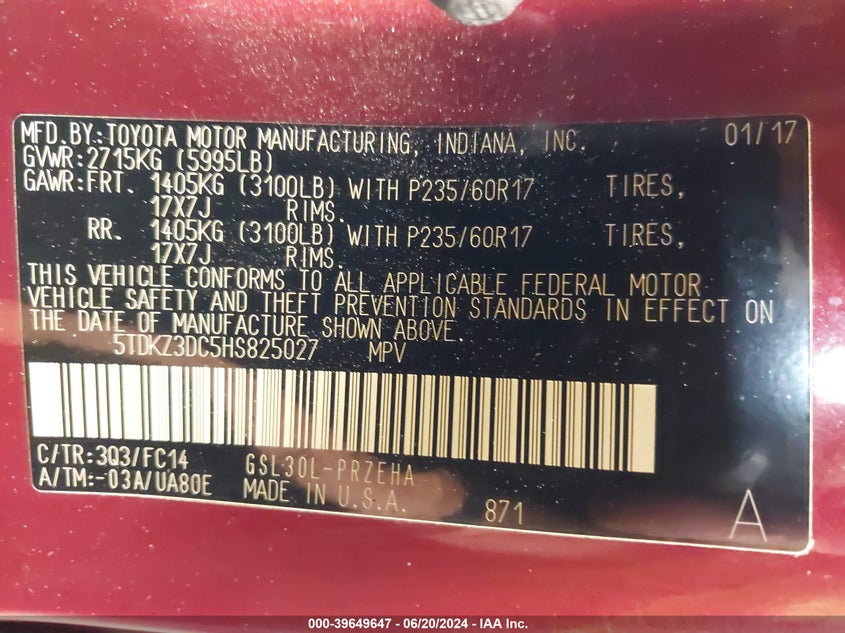 MFD. BY: TOYOTA MOTOR MANUFACTURING, INDIANA, INC. 01/17
GVWR: 2715KG (5995LB)
GAWR: FRT. 1405KG (3100LB) WITH P235/60R17 TIRES,
17X7J RIMS.
RR. 1405KG (3100LB) WITH P235/60R17 TIRES,
17X7J RIMS.
THIS VEHICLE CONFORMS TO ALL APPLICABLE FEDERAL MOTOR
VEHICLE SAFETY AND THEFT PREVENTION STANDARDS IN EFFECT ON
THE DATE OF MANUFACTURE SHOWN ABOVE.
5TDKZ3DC5HS825027 MPV
C/TR: 3Q3/FC14 GSL30L-PRZEHA
A/TM: -03A/UA80E MADE IN U.S.A. 871 A
000-39649647 - 06/20/2024 - IAA Inc.